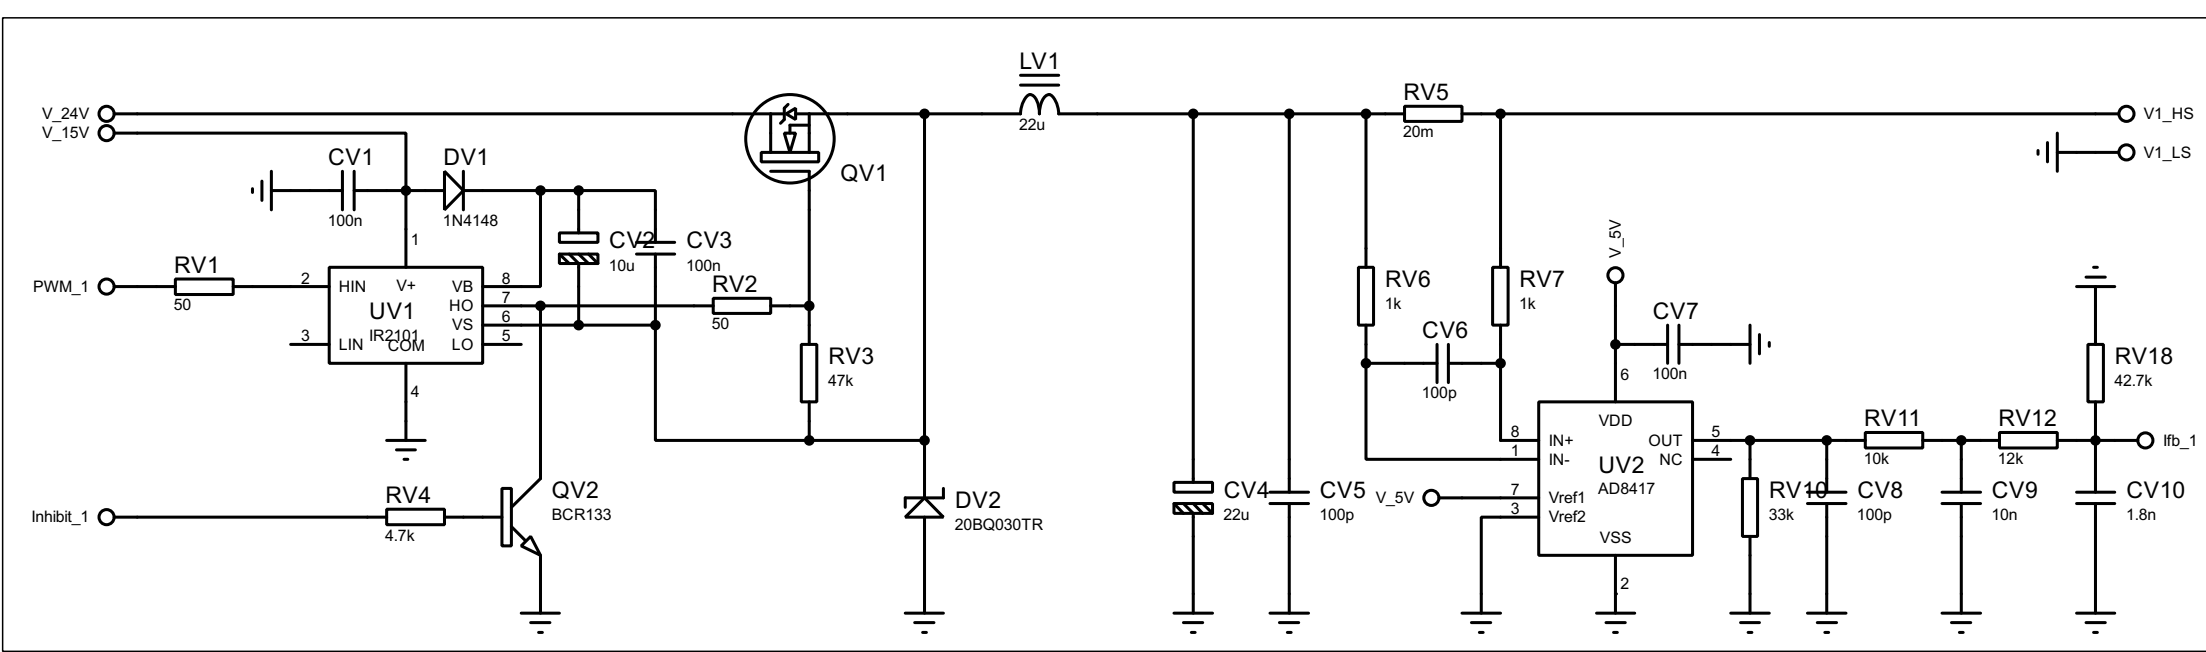 LV1
22u
V_24V
V_15V
RV5
20m
V1_HS
V1_LS
CV1
100n
DV1
1N4148
QV1
1
CV2
10u
CV3
100n
V_5V
PWM_1
RV1
50
2
HIN
V+
VB
8
HO
7
UV1
IR2101
VS
6
3
LIN
COM
LO
5
4
RV2
50
RV3
47k
RV6
1k
RV7
1k
CV6
100p
CV7
100n
6
RV18
42.7k
VDD
8
IN+
1
IN-
OUT
5
NC
4
UV2
AD8417
V_5V
7
Vref1
3
Vref2
VSS
2
RV11
10k
RV12
12k
Ifb_1
Inhibit_1
RV4
4.7k
QV2
BCR133
DV2
20BQ030TR
CV4
22u
CV5
100p
RV10
33k
CV8
100p
CV9
10n
CV10
1.8n